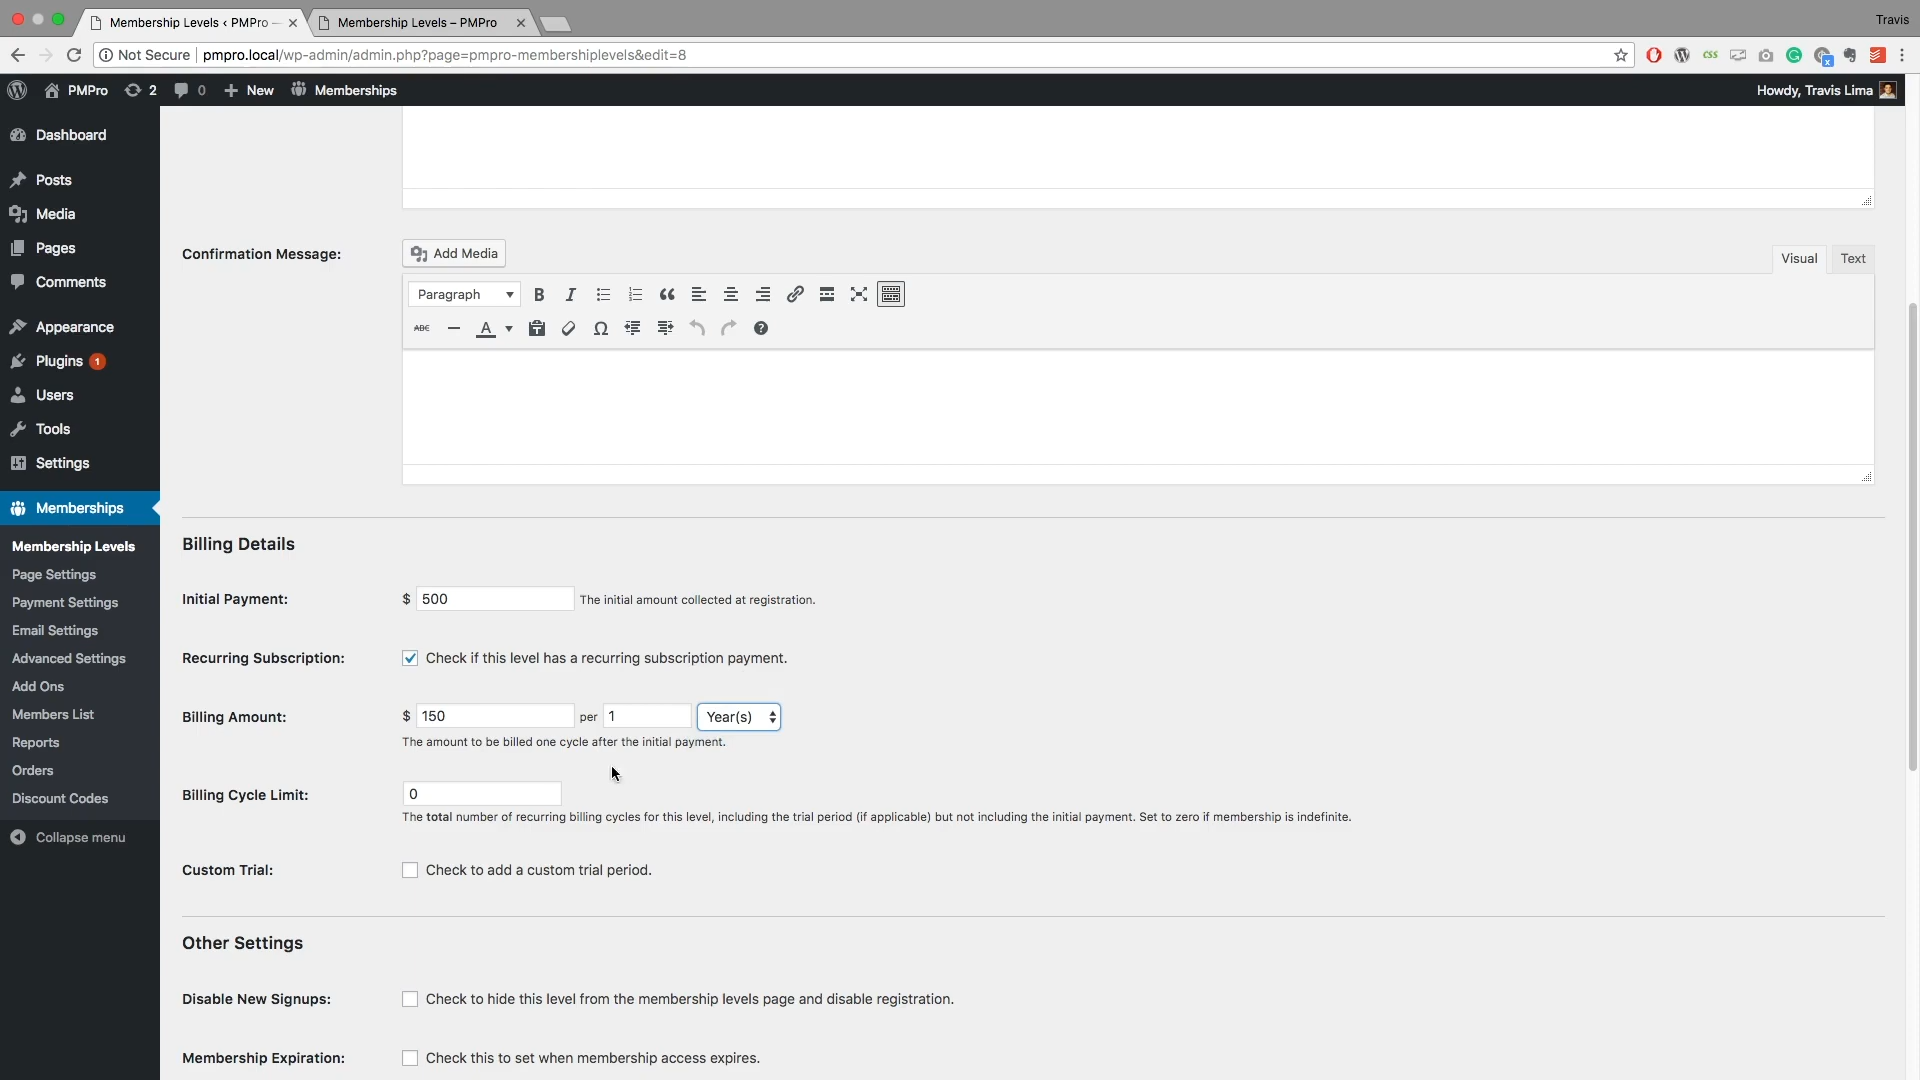 Travis
Membership Levels ‹ PMPro —
Membership Levels – PMPro
Not Secure
pmpro.local/wp-admin/admin.php?page=pmpro-membershiplevels&edit=8
css
PMPro
2
0
New
Memberships
Howdy, Travis Lima
Dashboard
Posts
Media
Pages
Comments
Appearance
Plugins 1
Users
Tools
Settings
Memberships
Membership Levels
Page Settings
Payment Settings
Email Settings
Advanced Settings
Add Ons
Members List
Reports
Orders
Discount Codes
Collapse menu
Confirmation Message:
Add Media
Visual
Text
Paragraph
B I
ABC A Ω
Billing Details
Initial Payment:
$ 500 The initial amount collected at registration.
Recurring Subscription:
Check if this level has a recurring subscription payment.
Billing Amount:
$ 150 per 1 Year(s)
The amount to be billed one cycle after the initial payment.
Billing Cycle Limit:
0
The total number of recurring billing cycles for this level, including the trial period (if applicable) but not including the initial payment. Set to zero if membership is indefinite.
Custom Trial:
Check to add a custom trial period.
Other Settings
Disable New Signups:
Check to hide this level from the membership levels page and disable registration.
Membership Expiration:
Check this to set when membership access expires.